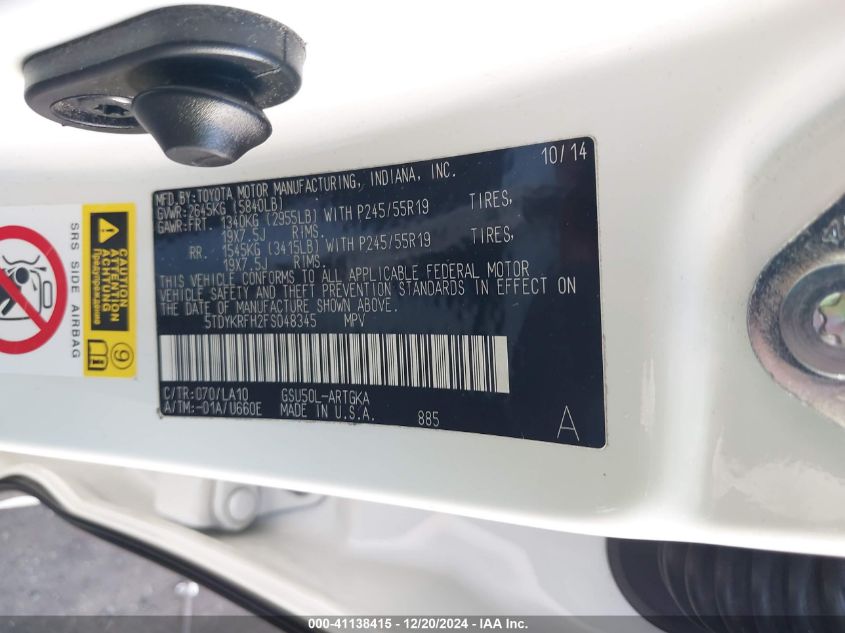 10/14
MFD.BY:TOYOTA MOTOR MANUFACTURING, INDIANA, INC.
GVWR:2645KG (5840LB)
GAWR:FRT. 1340KG (2955LB) WITH P245/55R19 TIRES,
19X7.5J RIMS.
RR. 1545KG (3415LB) WITH P245/55R19 TIRES,
19X7.5J RIMS.
THIS VEHICLE CONFORMS TO ALL APPLICABLE FEDERAL MOTOR
VEHICLE SAFETY AND THEFT PREVENTION STANDARDS IN EFFECT ON
THE DATE OF MANUFACTURE SHOWN ABOVE.
5TDYKRFH2FS048345 MPV
C/TR:070/LA10 GSU50L-ARTGKA
A/TM:-01A/U660E MADE IN U.S.A. 885 A
SRS SIDE AIRBAG
CAUTION
ATTENTION
ACHTUNG
Предупреждение
9
000-41138415 - 12/20/2024 - IAA Inc.